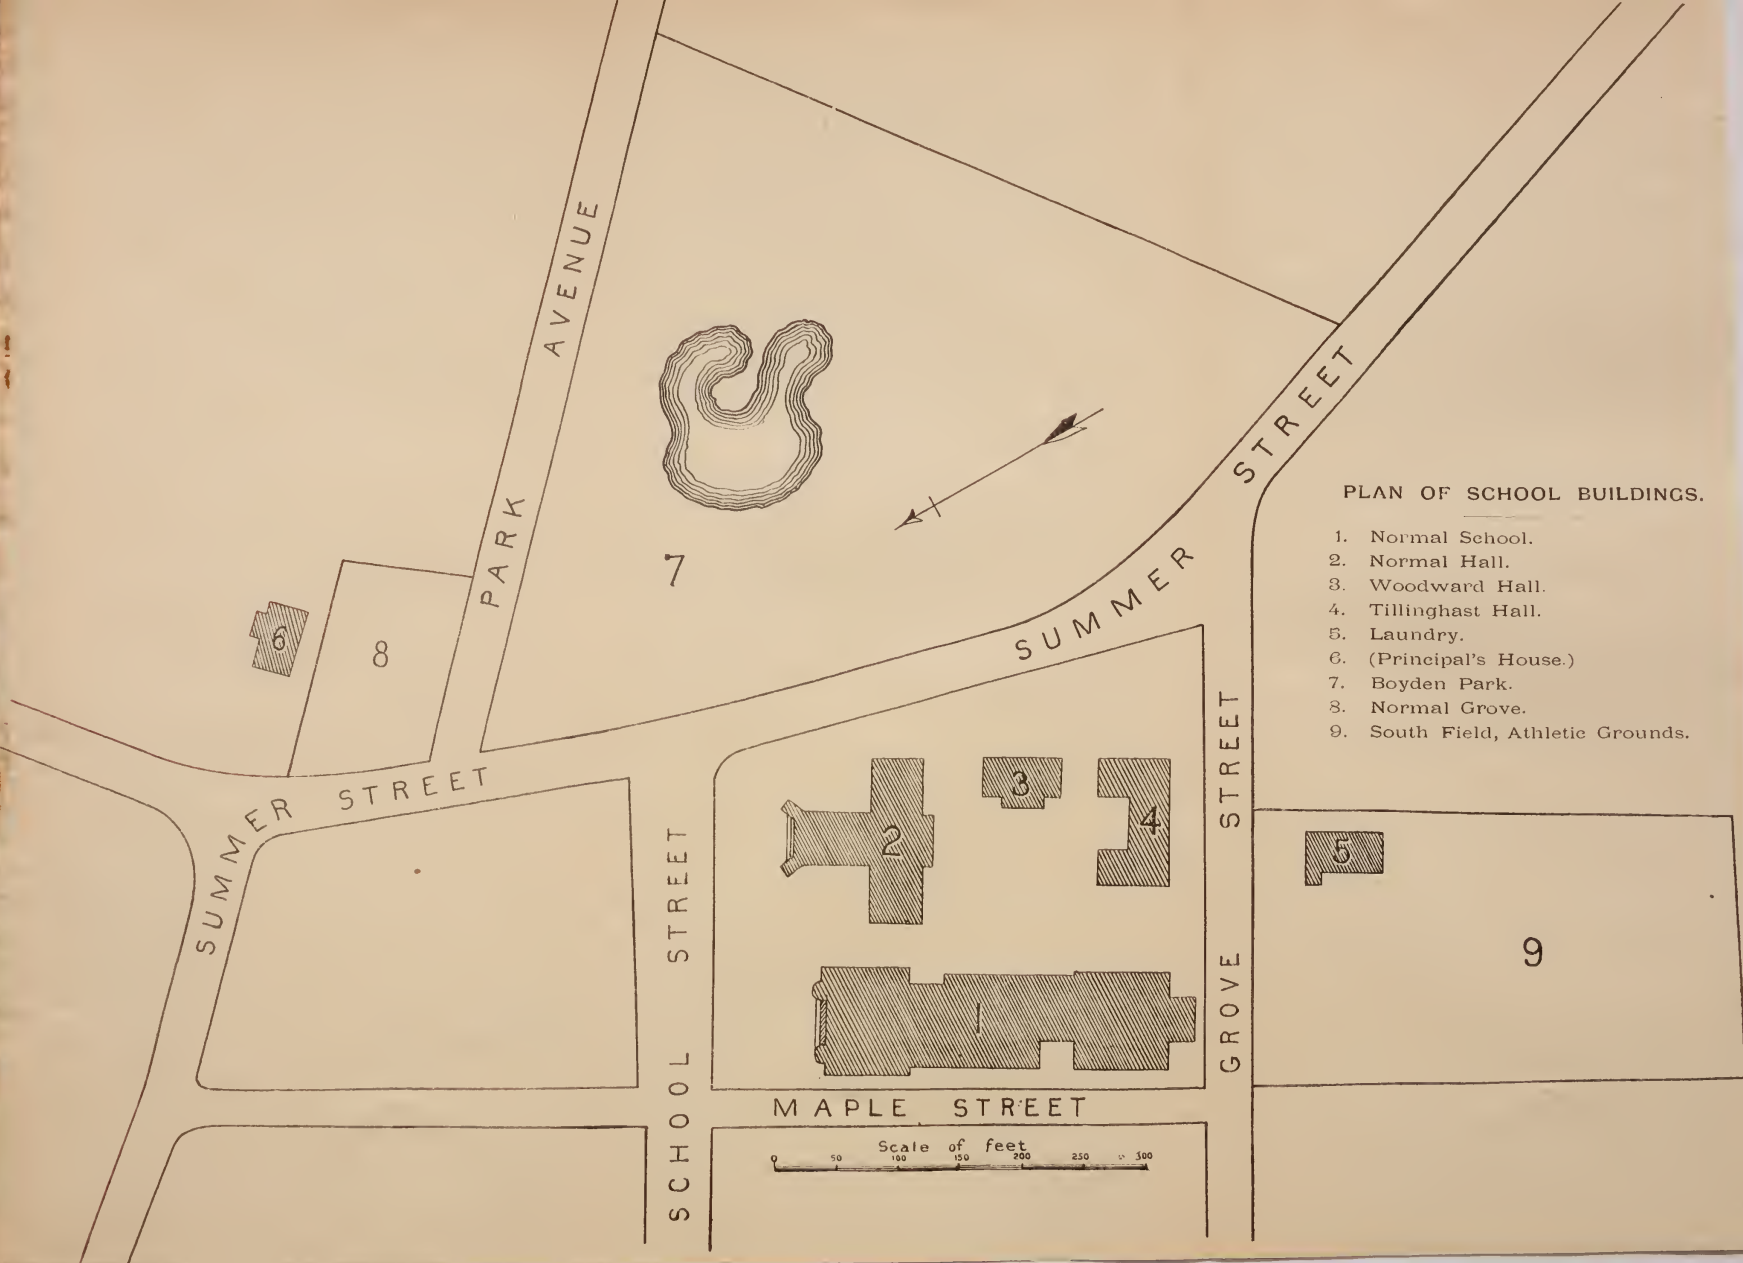 PARK AVENUE
SUMMER STREET
PLAN OF SCHOOL BUILDINGS.
1. Normal School.
2. Normal Hall.
3. Woodward Hall.
4. Tillinghast Hall.
5. Laundry.
6. (Principal's House.)
7. Boyden Park.
8. Normal Grove.
9. South Field, Athletic Grounds.
7
6
8
SUMMER STREET
3
2
4
5
SCHOOL STREET
GROVE STREET
9
1
MAPLE STREET
Scale of feet
0 50 100 150 200 250 300